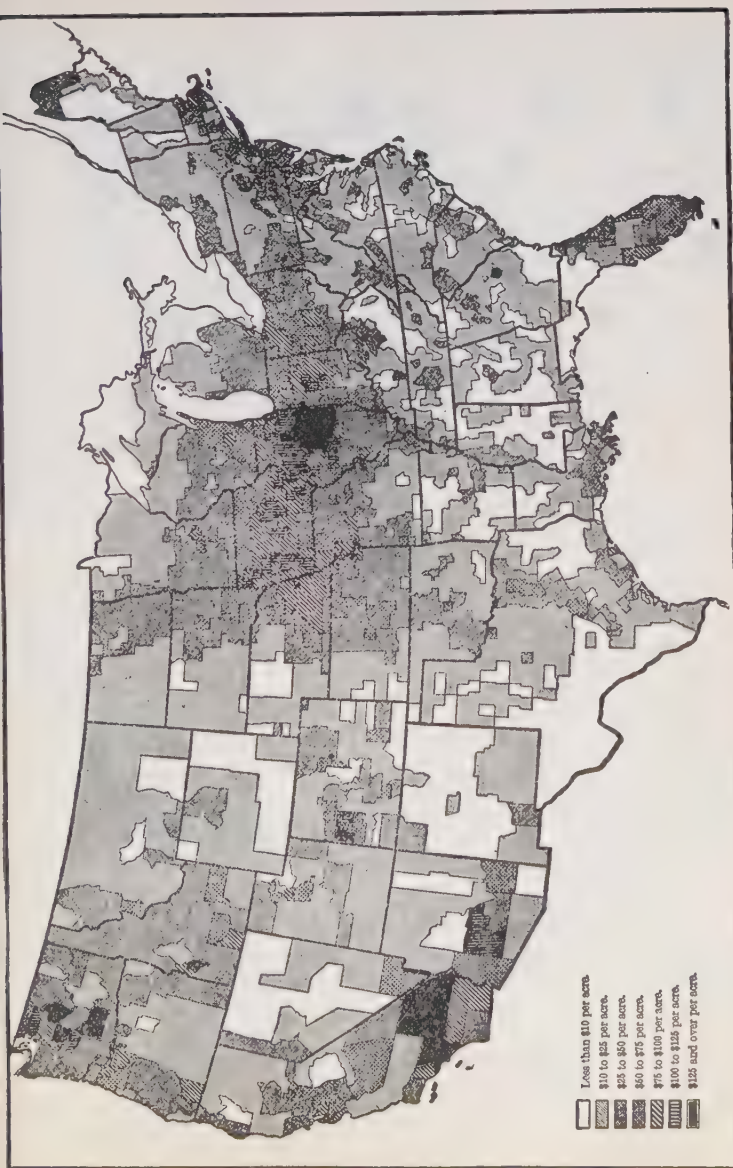 Less than $10 per acre.
$10 to $25 per acre.
$25 to $50 per acre.
$50 to $75 per acre.
$75 to $100 per acre.
$100 to $125 per acre.
$125 and over per acre.